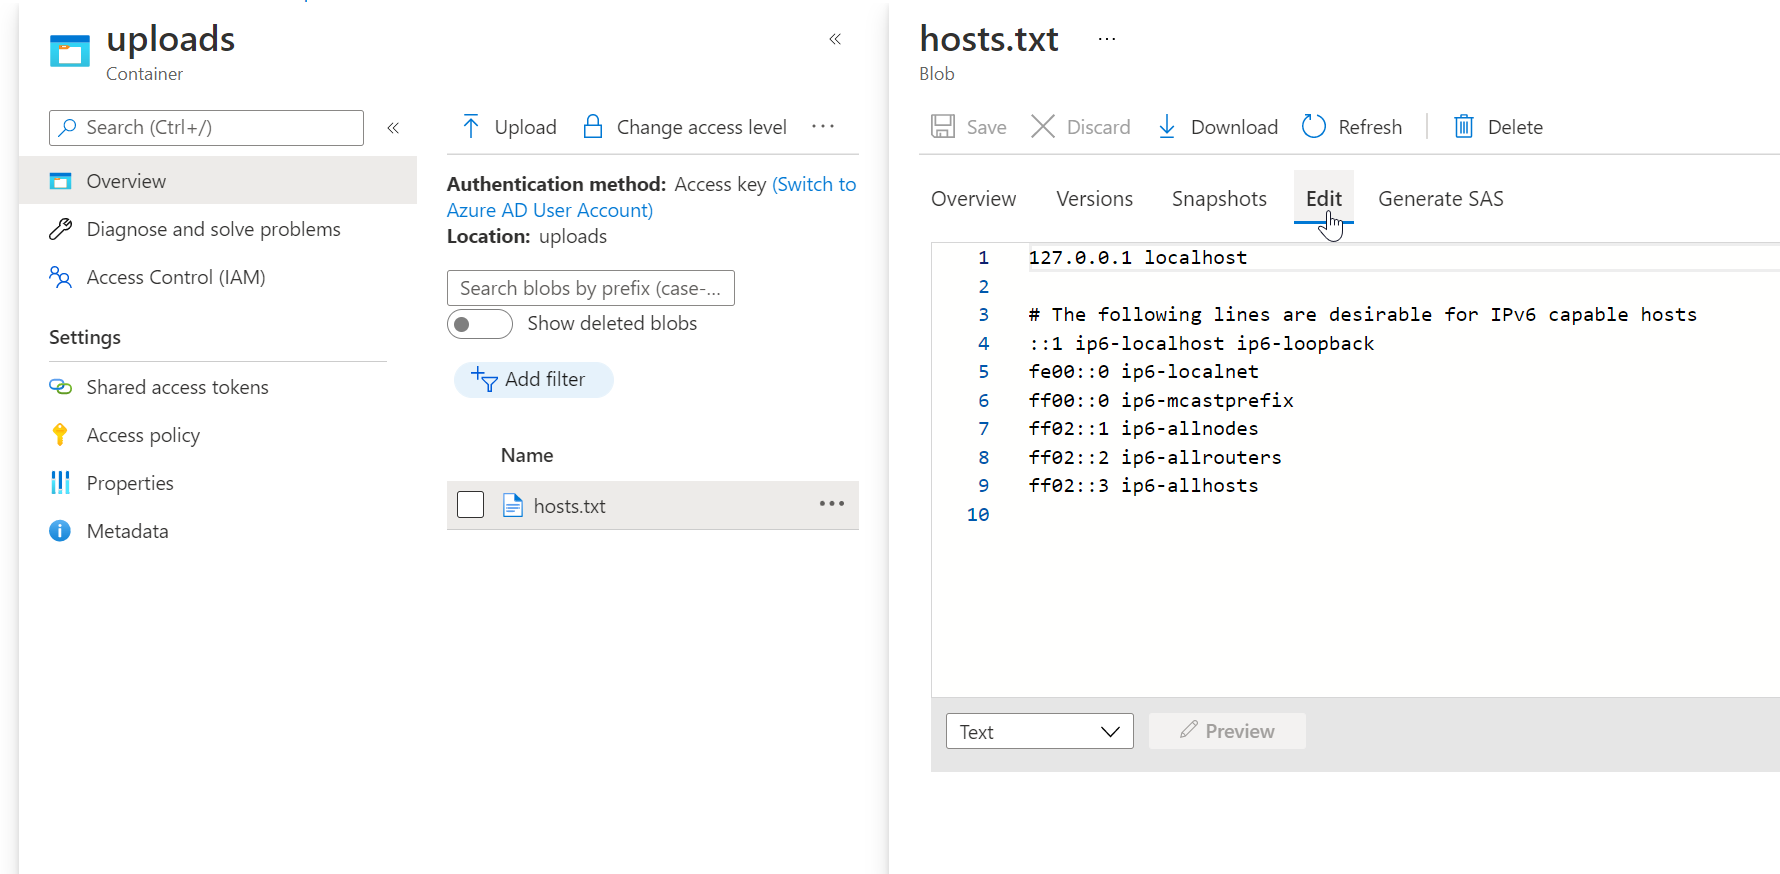 uploads
Container
Search (Ctrl+/)
Overview
Diagnose and solve problems
Access Control (IAM)
Settings
Shared access tokens
Access policy
Properties
Metadata
Upload
Change access level
Authentication method: Access key (Switch to
Azure AD User Account)
Location: uploads
Search blobs by prefix (case-...
Show deleted blobs
Add filter
Name
hosts.txt
hosts.txt
Blob
Save Discard Download Refresh Delete
Overview Versions Snapshots Edit Generate SAS
1 127.0.0.1 localhost
2
3 # The following lines are desirable for IPv6 capable hosts
4 ::1 ip6-localhost ip6-loopback
5 fe00::0 ip6-localnet
6 ff00::0 ip6-mcastprefix
7 ff02::1 ip6-allnodes
8 ff02::2 ip6-allrouters
9 ff02::3 ip6-allhosts
10
Text
Preview